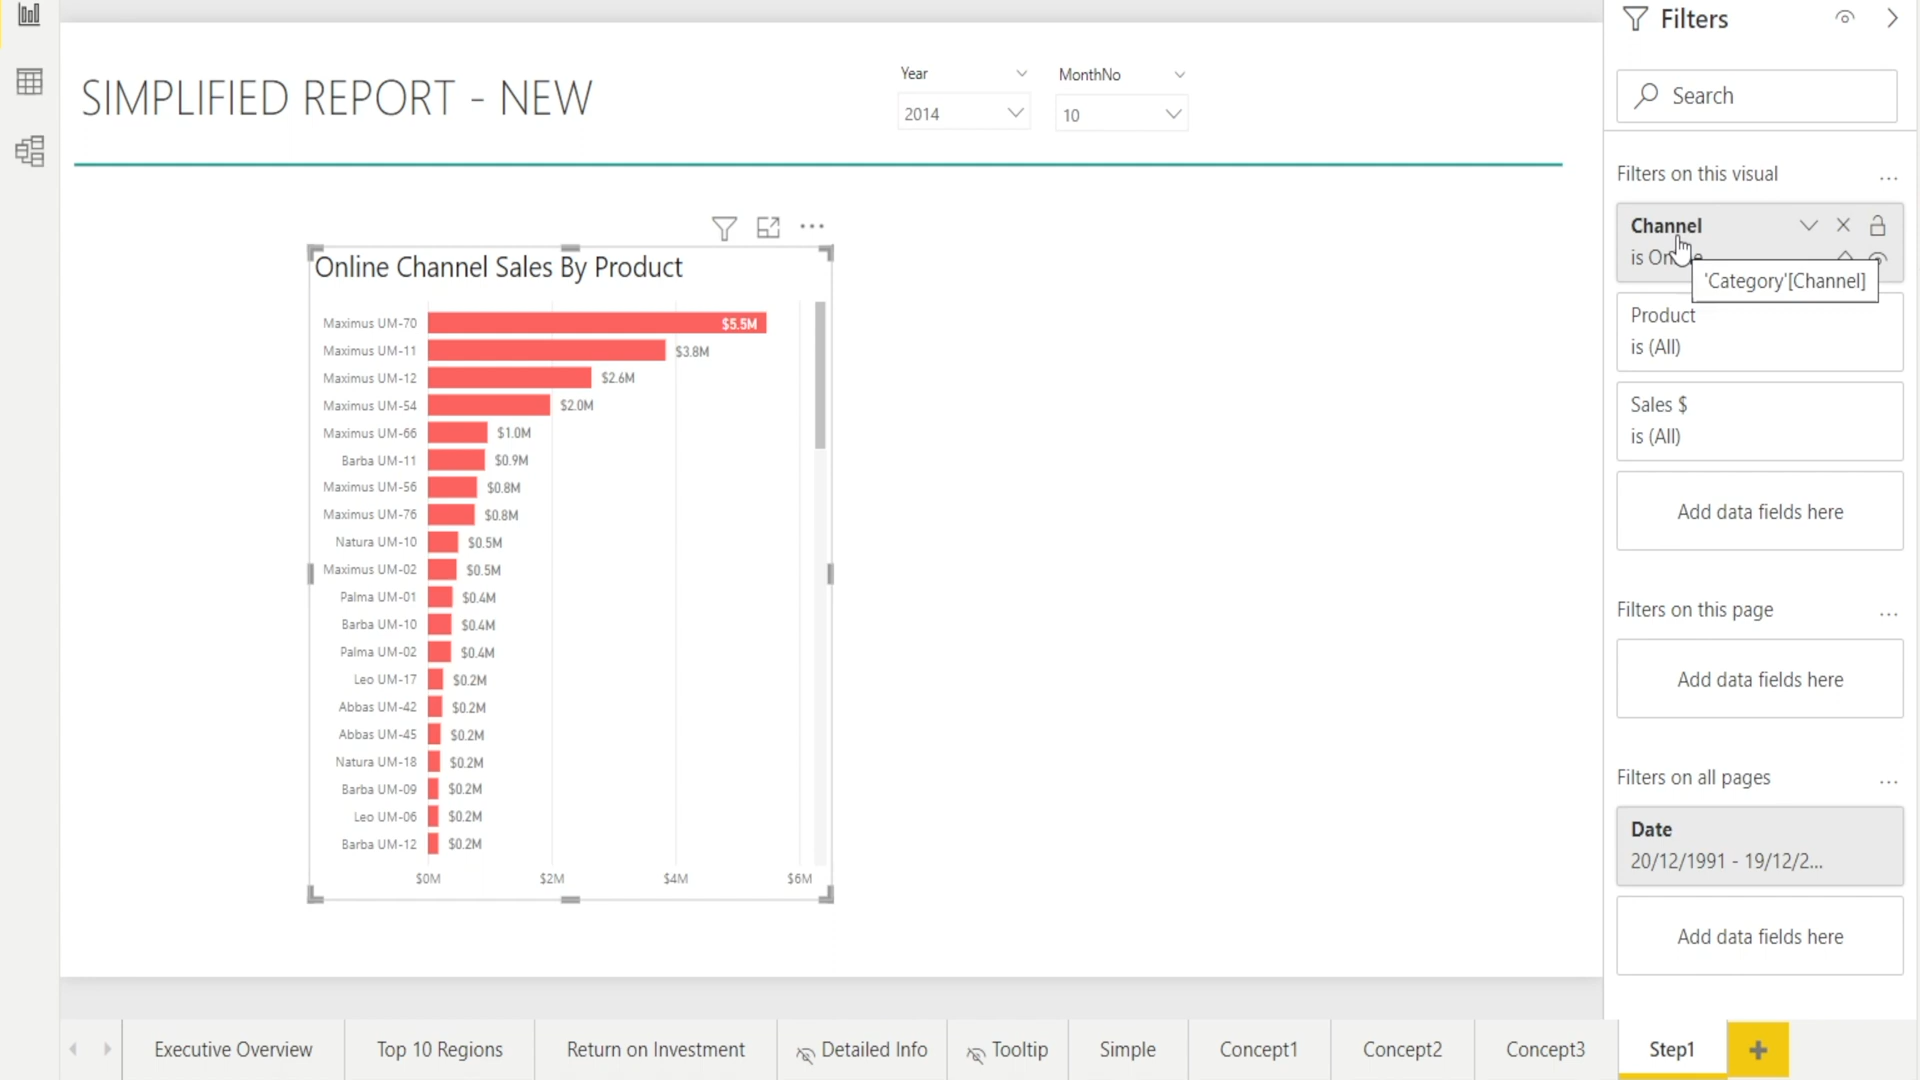 Filters
Search
SIMPLIFIED REPORT - NEW
Year
2014
MonthNo
10
Filters on this visual
Channel
is On
'Category'[Channel]
Product
is (All)
Sales $
is (All)
Add data fields here
Filters on this page
Add data fields here
Filters on all pages
Date
20/12/1991 - 19/12/2...
Add data fields here
Online Channel Sales By Product
Maximus UM-70 $5.5M
Maximus UM-11 $3.8M
Maximus UM-12 $2.6M
Maximus UM-54 $2.0M
Maximus UM-66 $1.0M
Barba UM-11 $0.9M
Maximus UM-56 $0.8M
Maximus UM-76 $0.8M
Natura UM-10 $0.5M
Maximus UM-02 $0.5M
Palma UM-01 $0.4M
Barba UM-10 $0.4M
Palma UM-02 $0.4M
Leo UM-17 $0.2M
Abbas UM-42 $0.2M
Abbas UM-45 $0.2M
Natura UM-18 $0.2M
Barba UM-09 $0.2M
Leo UM-06 $0.2M
Barba UM-12 $0.2M
$0M $2M $4M $6M
Executive Overview Top 10 Regions Return on Investment Detailed Info Tooltip Simple Concept1 Concept2 Concept3 Step1